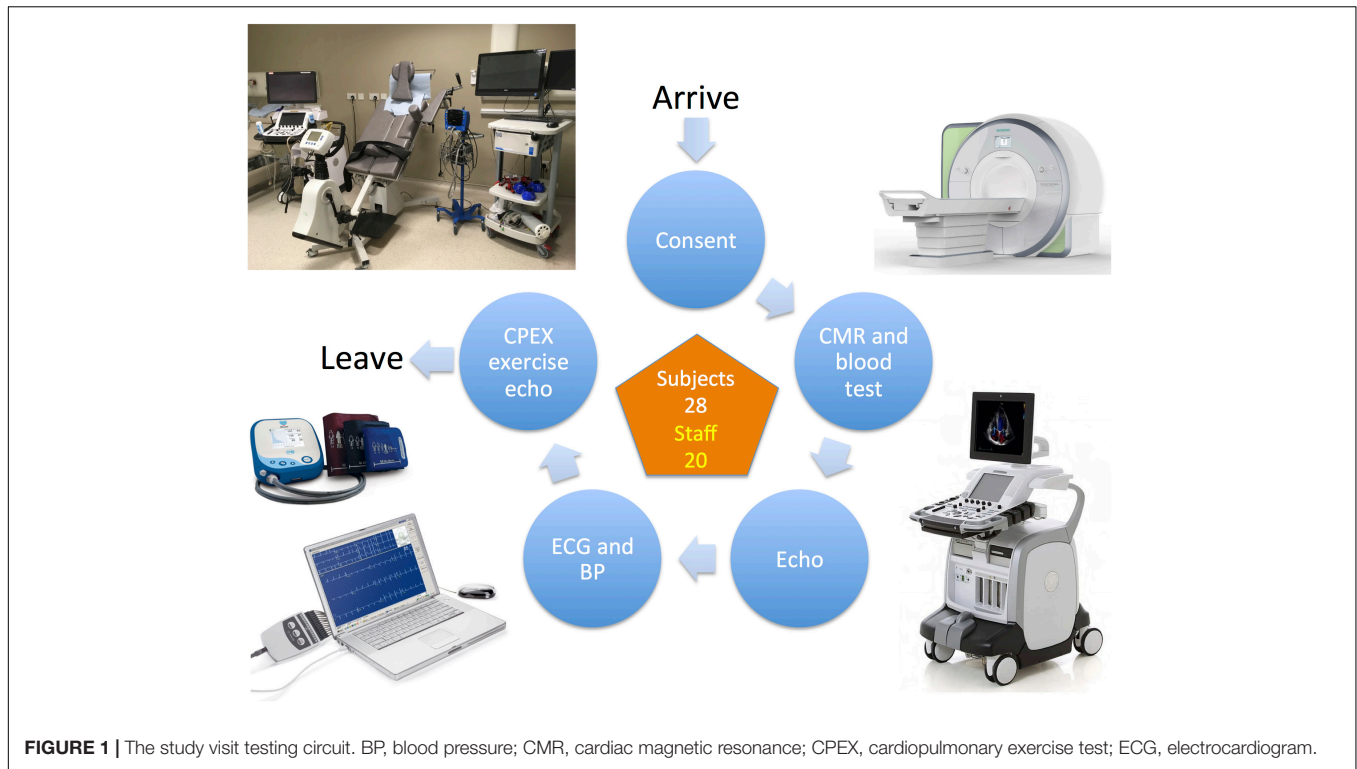 Arrive
Consent
CMR and
blood
test
Echo
ECG and
BP
CPEX
exercise
echo
Leave
Subjects
28
Staff
20
FIGURE 1 | The study visit testing circuit. BP, blood pressure; CMR, cardiac magnetic resonance; CPEX, cardiopulmonary exercise test; ECG, electrocardiogram.